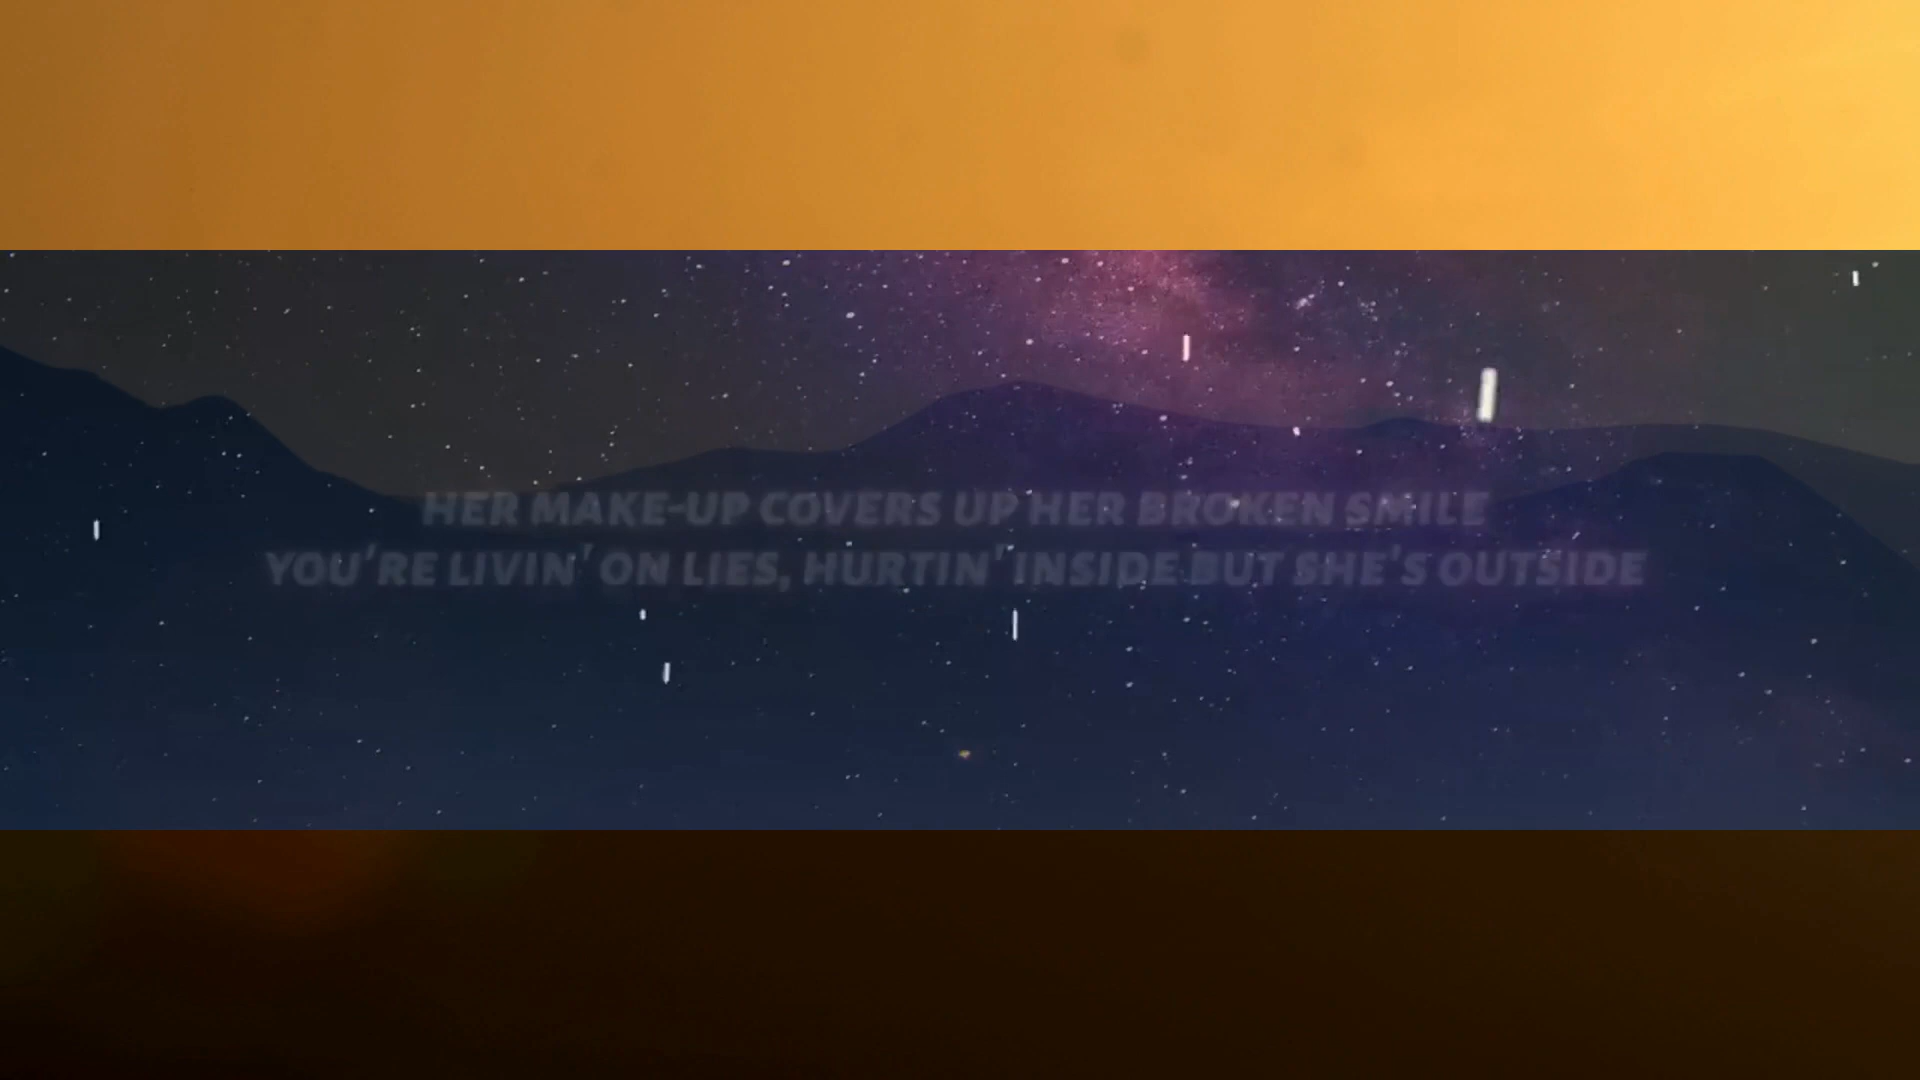 HER MAKE-UP COVERS UP HER BROKEN SMILE
YOU'RE LIVIN' ON LIES, HURTIN' INSIDE BUT SHE'S OUTSIDE